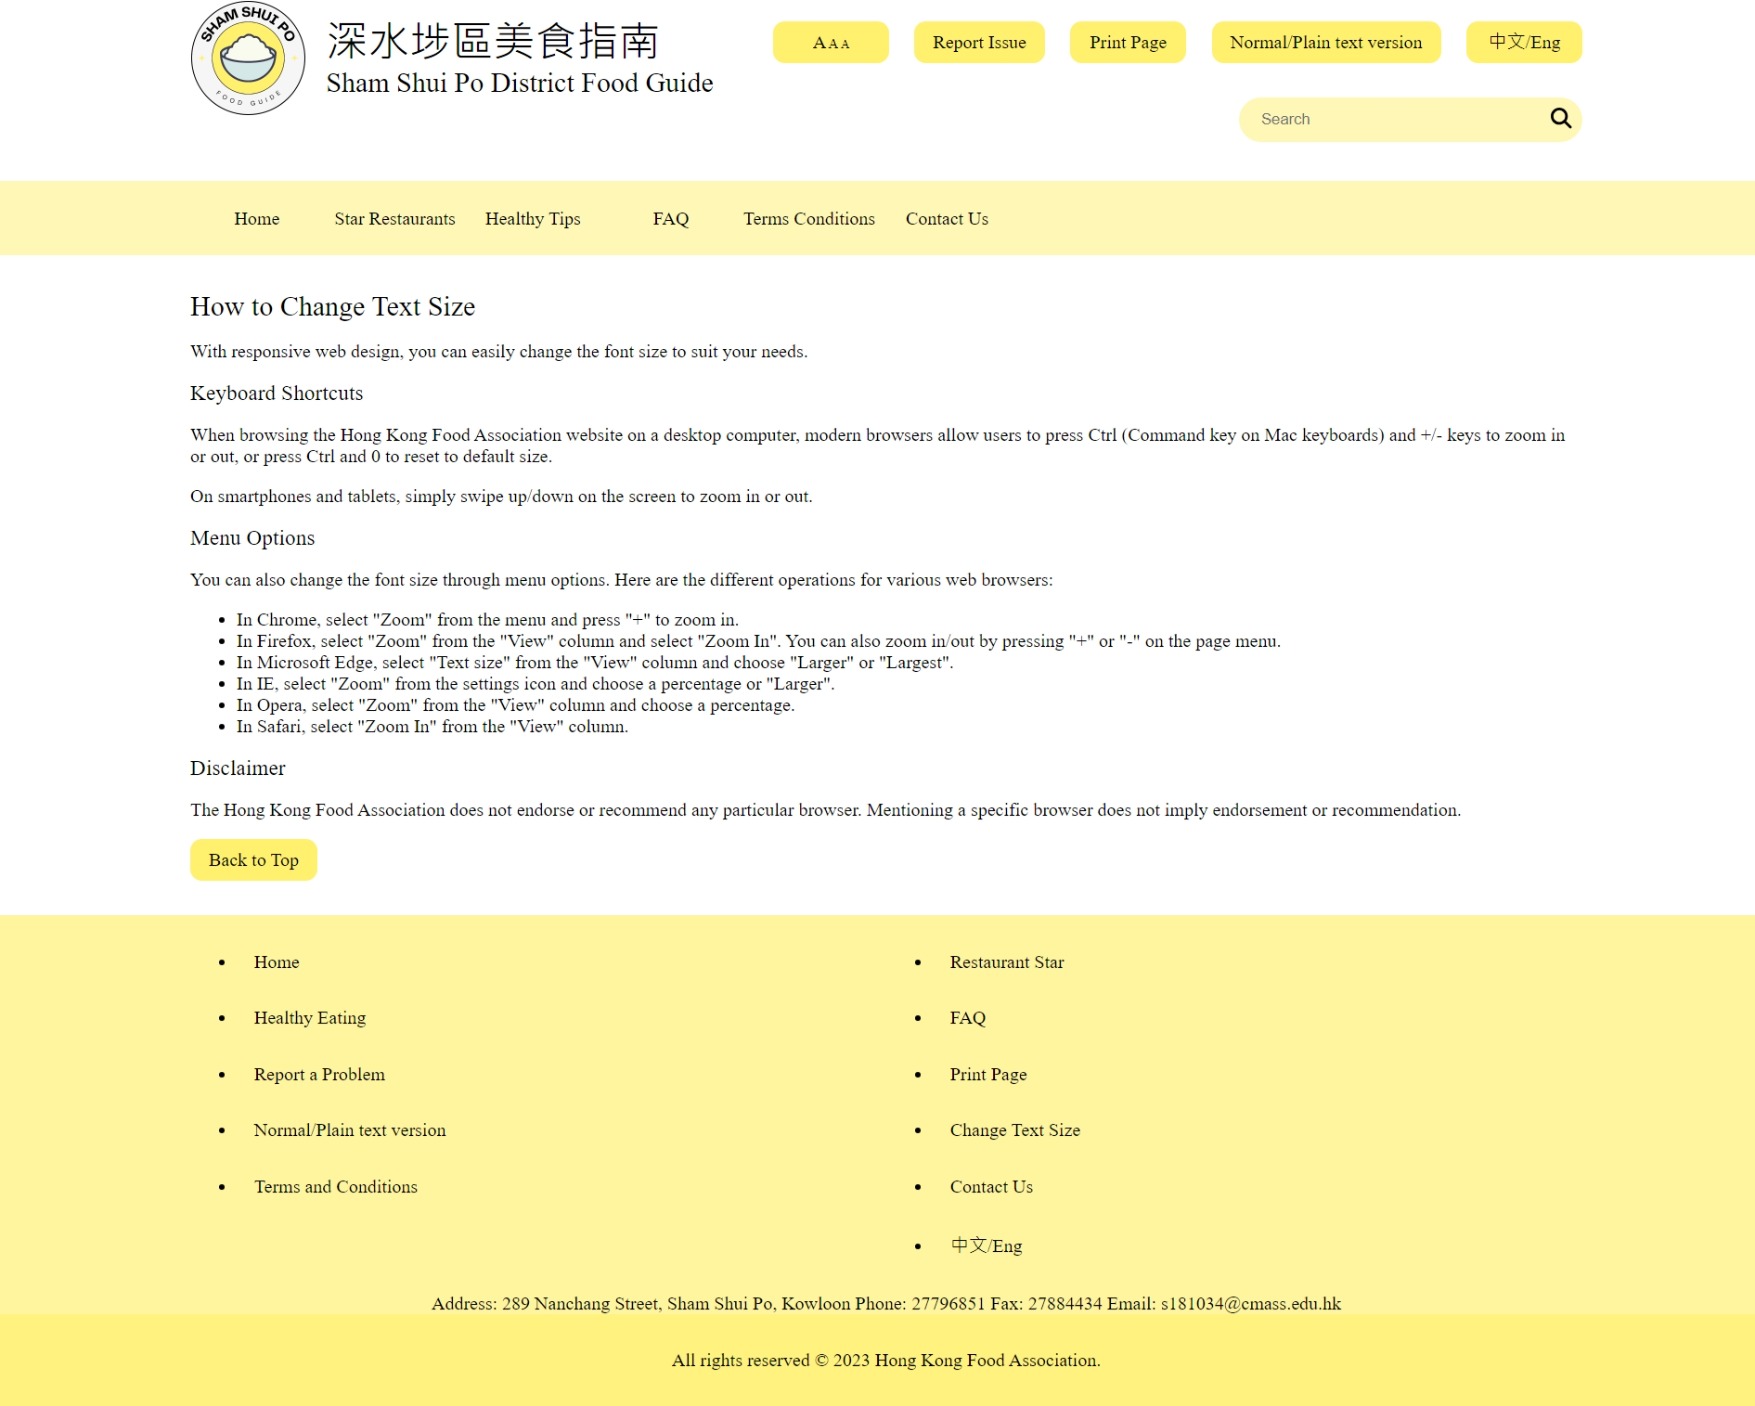 SHAM SHUI PO
FOOD GUIDE
深水埗區美食指南
Sham Shui Po District Food Guide
A A A
Report Issue
Print Page
Normal/Plain text version
中文/Eng
Search
Home
Star Restaurants
Healthy Tips
FAQ
Terms Conditions
Contact Us
How to Change Text Size
With responsive web design, you can easily change the font size to suit your needs.
Keyboard Shortcuts
When browsing the Hong Kong Food Association website on a desktop computer, modern browsers allow users to press Ctrl (Command key on Mac keyboards) and +/- keys to zoom in
or out, or press Ctrl and 0 to reset to default size.
On smartphones and tablets, simply swipe up/down on the screen to zoom in or out.
Menu Options
You can also change the font size through menu options. Here are the different operations for various web browsers:
• In Chrome, select "Zoom" from the menu and press "+" to zoom in.
• In Firefox, select "Zoom" from the "View" column and select "Zoom In". You can also zoom in/out by pressing "+" or "-" on the page menu.
• In Microsoft Edge, select "Text size" from the "View" column and choose "Larger" or "Largest".
• In IE, select "Zoom" from the settings icon and choose a percentage or "Larger".
• In Opera, select "Zoom" from the "View" column and choose a percentage.
• In Safari, select "Zoom In" from the "View" column.
Disclaimer
The Hong Kong Food Association does not endorse or recommend any particular browser. Mentioning a specific browser does not imply endorsement or recommendation.
Back to Top
• Home
• Restaurant Star
• Healthy Eating
• FAQ
• Report a Problem
• Print Page
• Normal/Plain text version
• Change Text Size
• Terms and Conditions
• Contact Us
• 中文/Eng
Address: 289 Nanchang Street, Sham Shui Po, Kowloon Phone: 27796851 Fax: 27884434 Email: s181034@cmass.edu.hk
All rights reserved © 2023 Hong Kong Food Association.